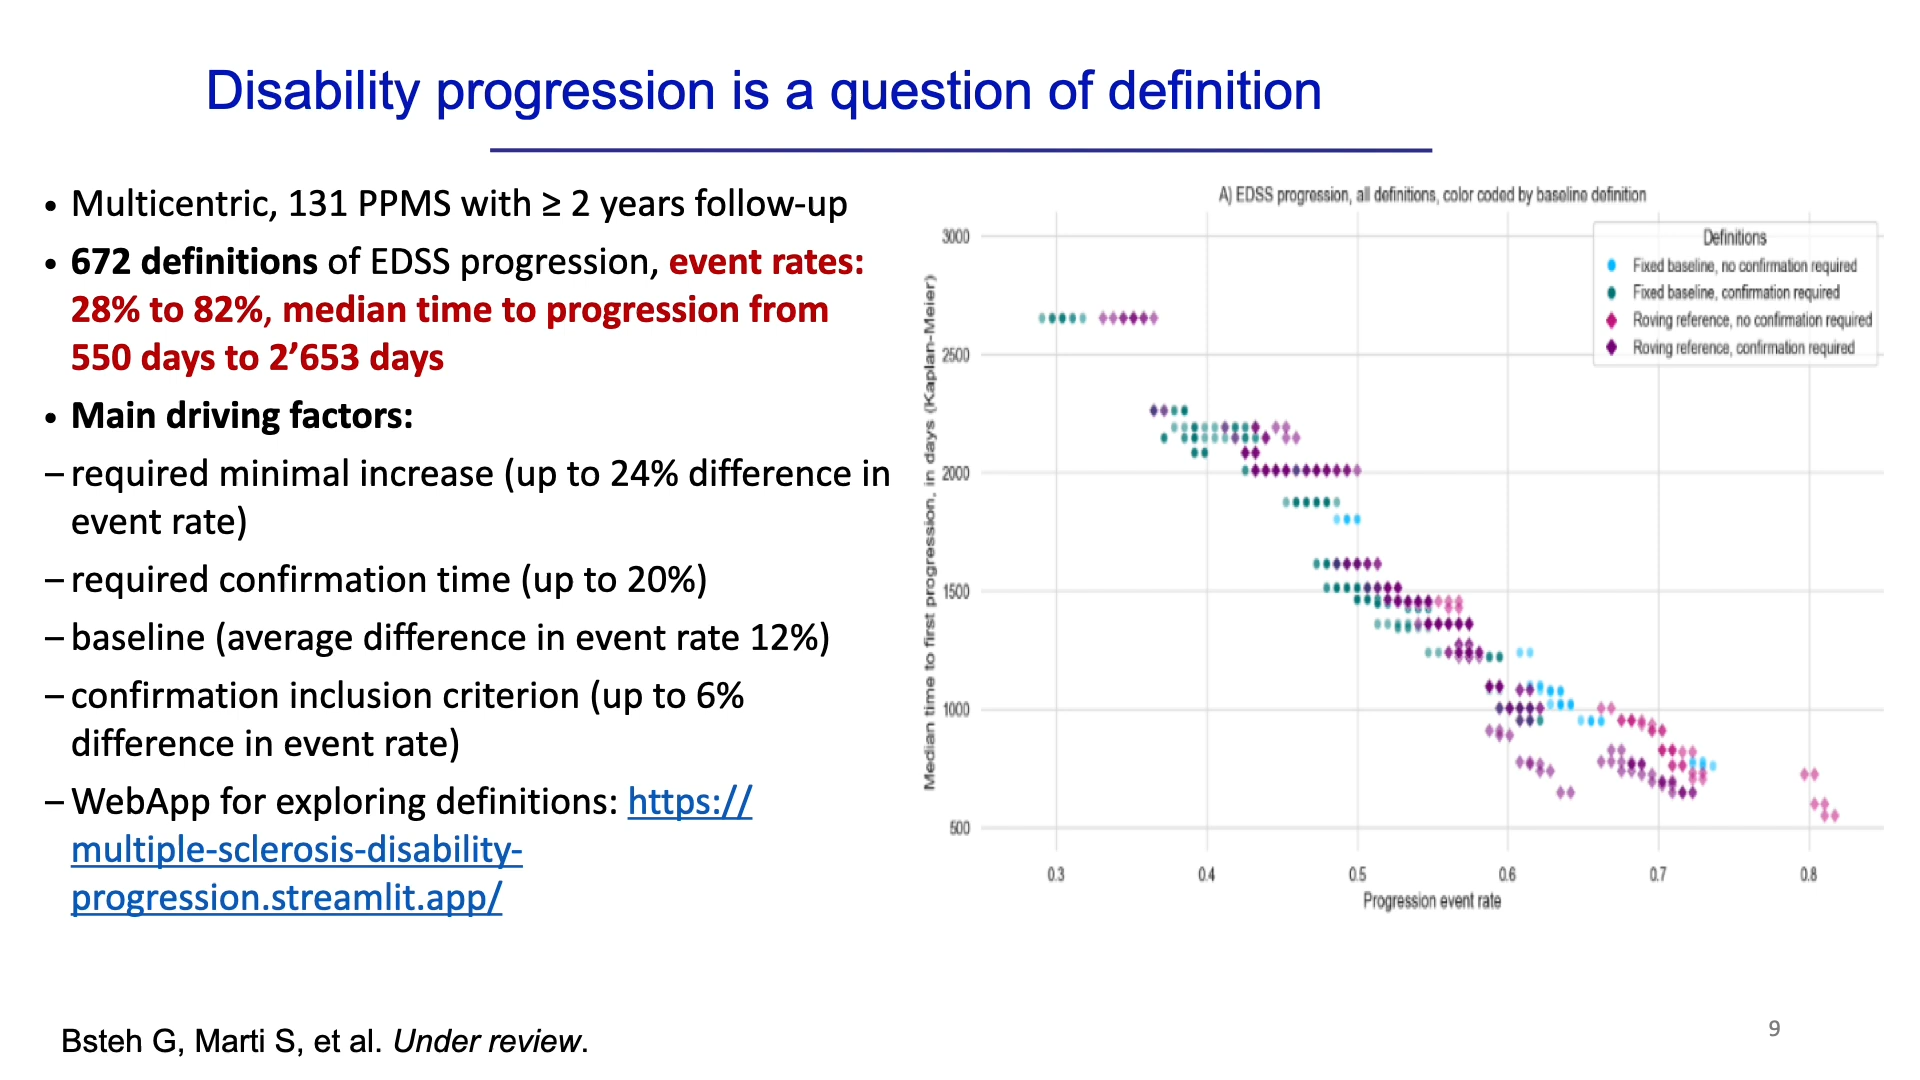 Disability progression is a question of definition
• Multicentric, 131 PPMS with ≥ 2 years follow-up
• 672 definitions of EDSS progression, event rates:
28% to 82%, median time to progression from
550 days to 2’653 days
• Main driving factors:
– required minimal increase (up to 24% difference in
event rate)
– required confirmation time (up to 20%)
– baseline (average difference in event rate 12%)
– confirmation inclusion criterion (up to 6%
difference in event rate)
– WebApp for exploring definitions: https://
multiple-sclerosis-disability-
progression.streamlit.app/
A) EDSS progression, all definitions, color coded by baseline definition
Definitions
Fixed baseline, no confirmation required
Fixed baseline, confirmation required
Roving reference, no confirmation required
Roving reference, confirmation required
Median time to first progression, in days (Kaplan-Meier)
3000
2500
2000
1500
1000
500
0.3
0.4
0.5
0.6
0.7
0.8
Progression event rate
Bsteh G, Marti S, et al. Under review.
9